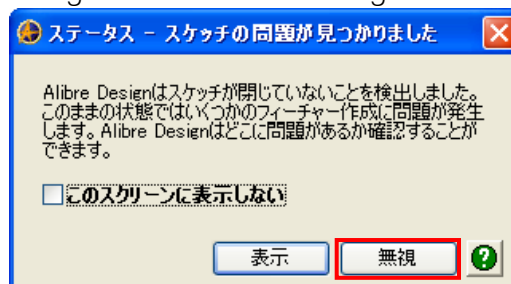 ステータス - スケッチの問題が見つかりました
Alibre Designはスケッチが閉じていないことを検出しました。
このままの状態ではいくつかのフィーチャー作成に問題が発生
します。Alibre Designはどこに問題があるか確認することが
できます。
このスクリーンに表示しない
表示
無視
?